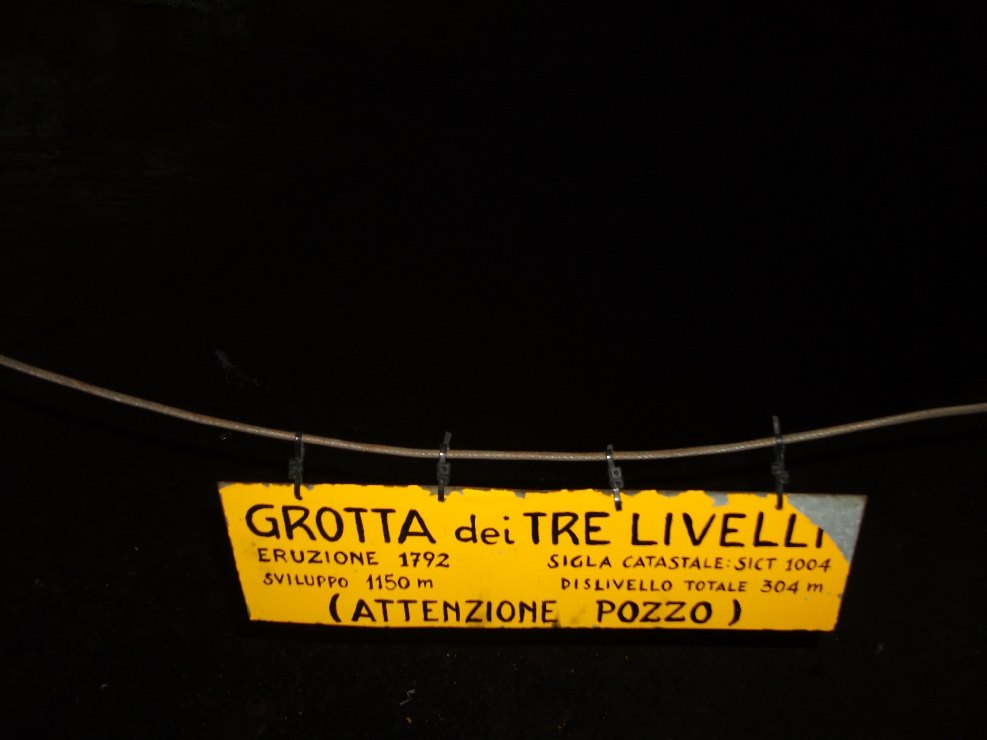 GROTTA dei TRE LIVELLI
ERUZIONE 1792 SIGLA CATASTALE: SICT 1004
SVILUPPO 1150 m DISLIVELLO TOTALE 304 m
(ATTENZIONE POZZO)